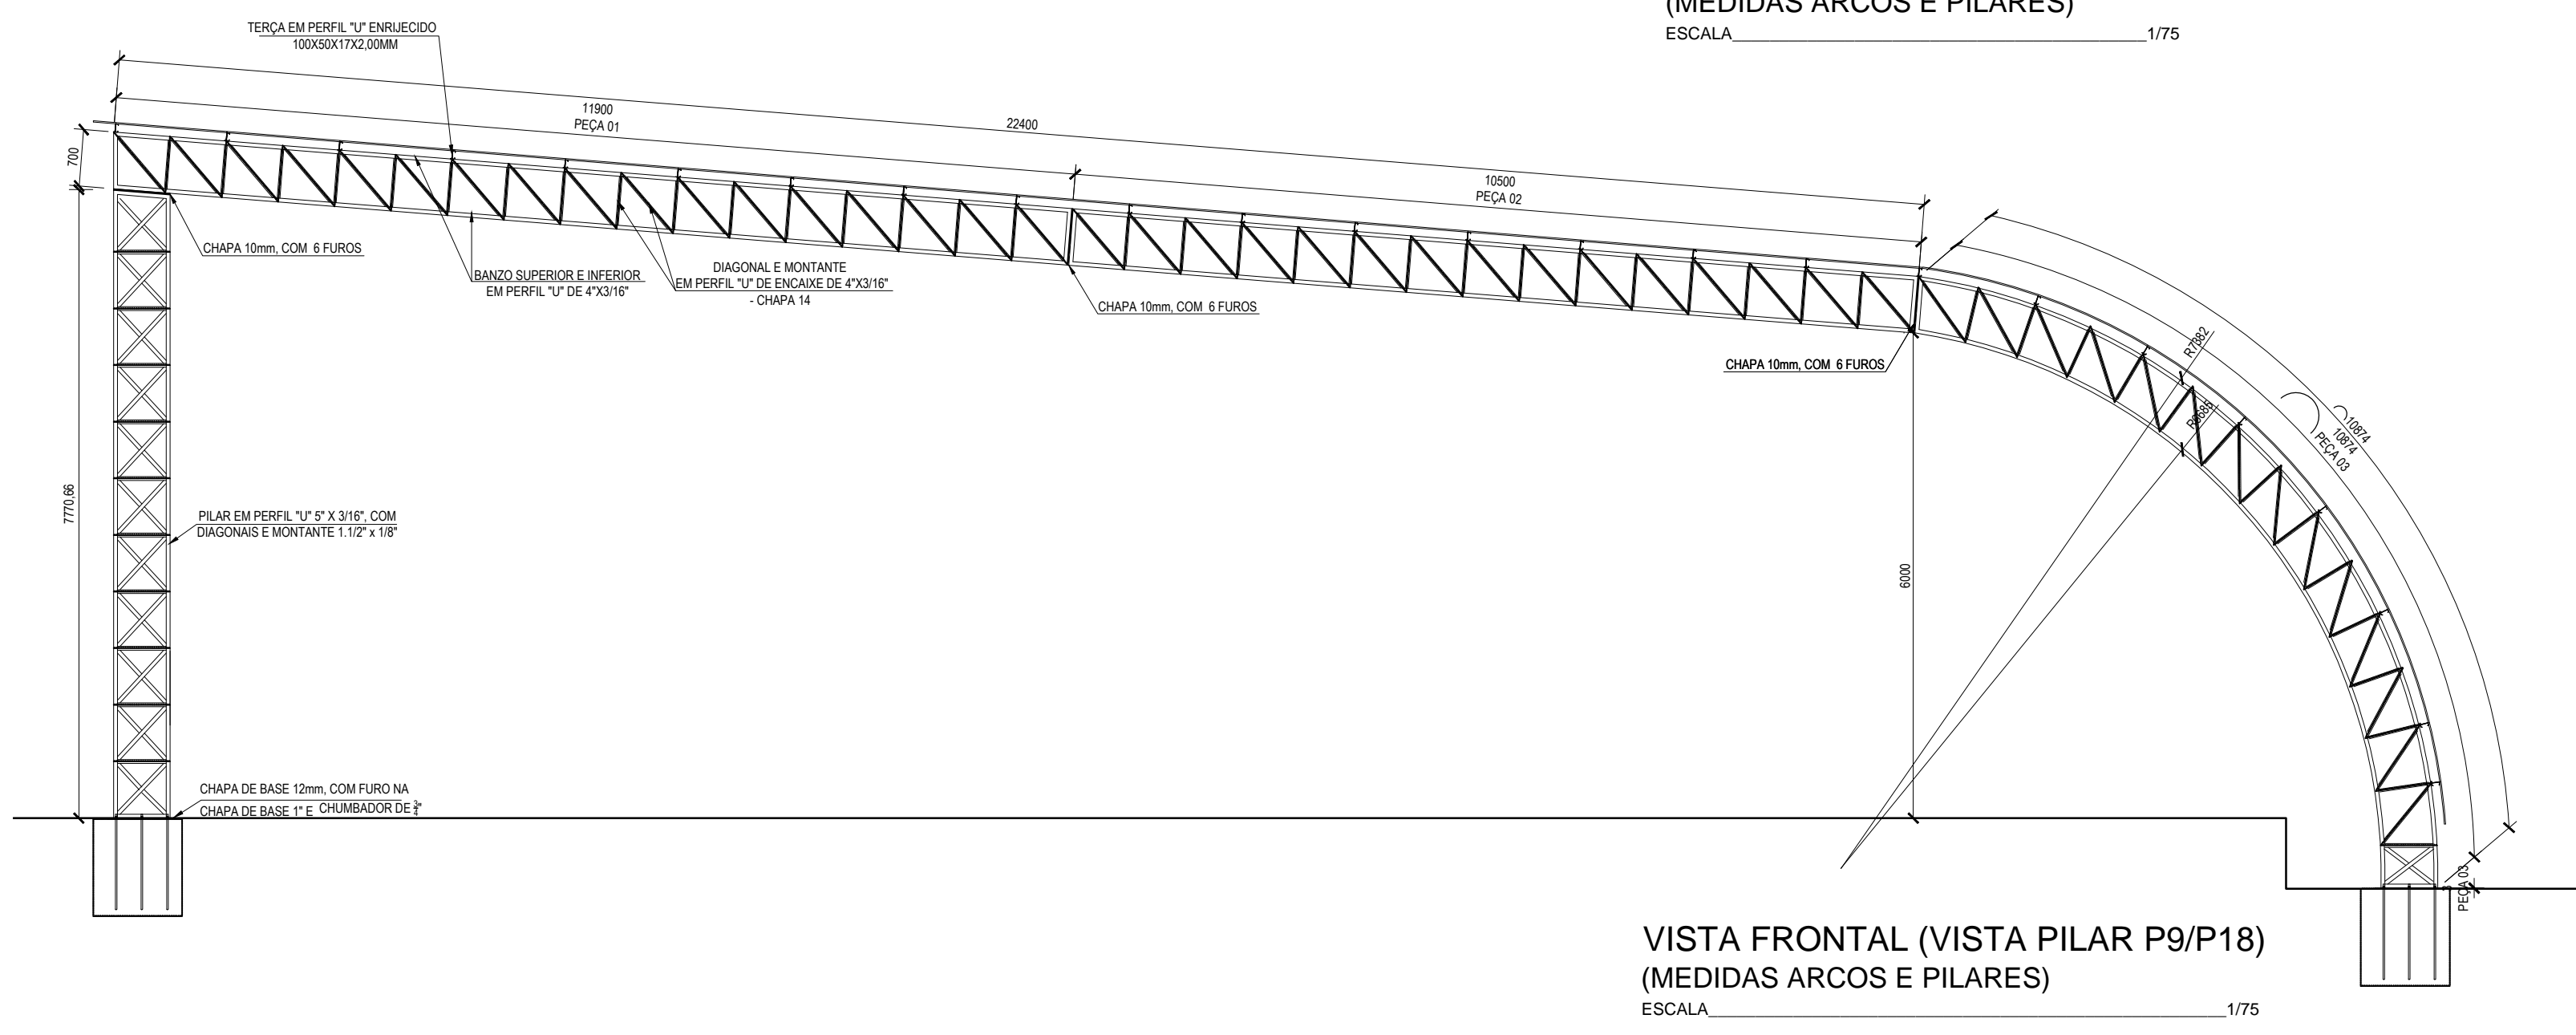 (MEDIDAS ARCOS E PILARES)
ESCALA 1/75
TERÇA EM PERFIL "U" ENRIJECIDO
100X50X17X2,00MM
11900
PEÇA 01
22400
10500
PEÇA 02
700
CHAPA 10mm, COM 6 FUROS
BANZO SUPERIOR E INFERIOR
EM PERFIL "U" DE 4"X3/16"
DIAGONAL E MONTANTE
EM PERFIL "U" DE ENCAIXE DE 4"X3/16"
- CHAPA 14
CHAPA 10mm, COM 6 FUROS
CHAPA 10mm, COM 6 FUROS
R7382
10874
10874
PEÇA 03
7770,66
PILAR EM PERFIL "U" 5" X 3/16", COM
DIAGONAIS E MONTANTE 1.1/2" x 1/8"
6000
CHAPA DE BASE 12mm, COM FURO NA
CHAPA DE BASE 1" E CHUMBADOR DE 3/4"
PEÇA 03
VISTA FRONTAL (VISTA PILAR P9/P18)
(MEDIDAS ARCOS E PILARES)
ESCALA 1/75